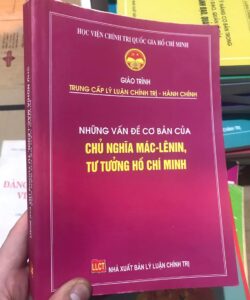 HỌC VIỆN CHÍNH TRỊ QUỐC GIA HỒ CHÍ MINH
GIÁO TRÌNH
TRUNG CẤP LÝ LUẬN CHÍNH TRỊ - HÀNH CHÍNH
NHỮNG VẤN ĐỀ CƠ BẢN CỦA
CHỦ NGHĨA MÁC-LÊNIN,
TƯ TƯỞNG HỒ CHÍ MINH
LLCT
NHÀ XUẤT BẢN LÝ LUẬN CHÍNH TRỊ